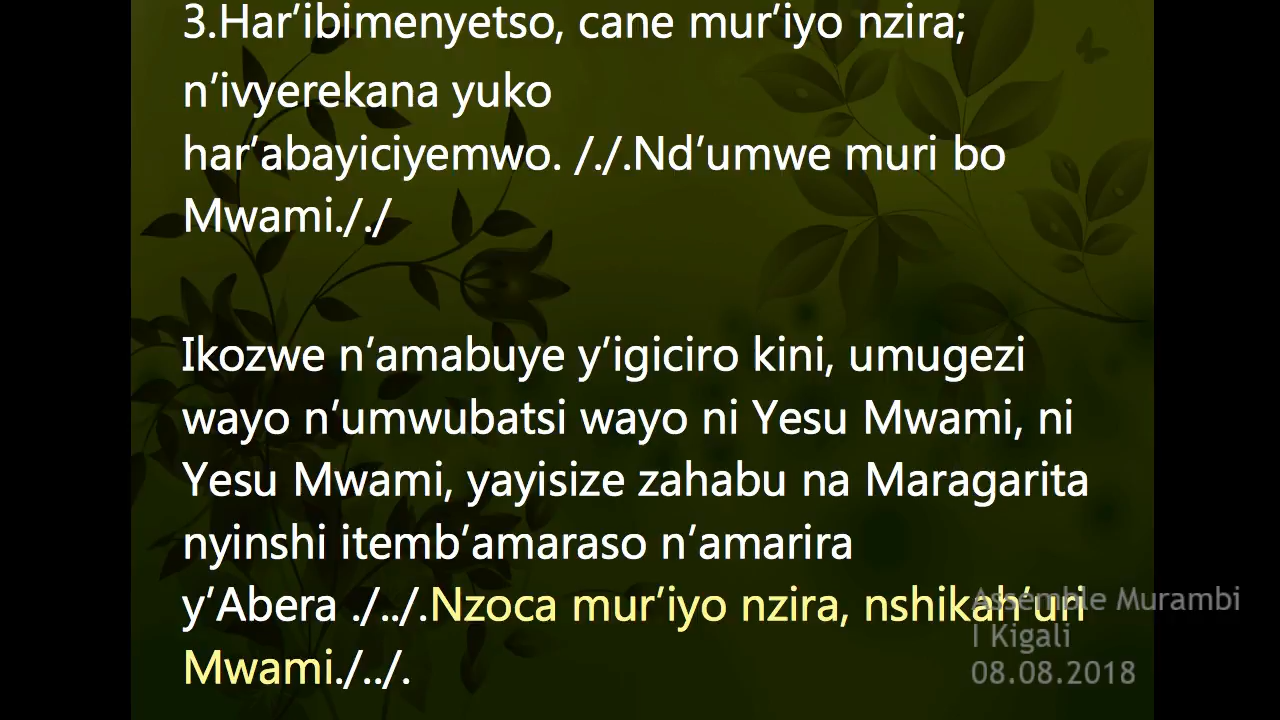 3.Har’ibimenyetso, cane mur’iyo nzira;
n’ivyerekana yuko
har’abayiciyemwo. /./.Nd’umwe muri bo
Mwami././
Ikozwe n’amabuye y’igiciro kini, umugezi
wayo n’umwubatsi wayo ni Yesu Mwami, ni
Yesu Mwami, yayisize zahabu na Maragarita
nyinshi itemb’amaraso n’amarira
y’Abera ./../.Nzoca mur’iyo nzira, nshikah’uri
Mwami./../.
Assemble Murambi
I Kigali
08.08.2018